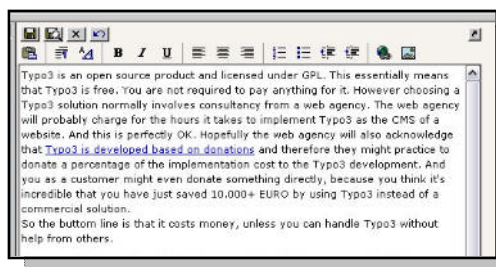 B I U
Typo3 is an open source product and licensed under GPL. This essentially means
that Typo3 is free. You are not required to pay anything for it. However choosing a
Typo3 solution normally involves consultancy from a web agency. The web agency
will probably charge for the hours it takes to implement Typo3 as the CMS of a
website. And this is perfectly OK. Hopefully the web agency will also acknowledge
that Typo3 is developed based on donations and therefore they might practice to
donate a percentage of the implementation cost to the Typo3 development. And
you as a customer might even donate something directly, because you think it's
incredible that you have just saved 10.000+ EURO by using Typo3 instead of a
commercial solution.
So the buttom line is that it costs money, unless you can handle Typo3 without
help from others.